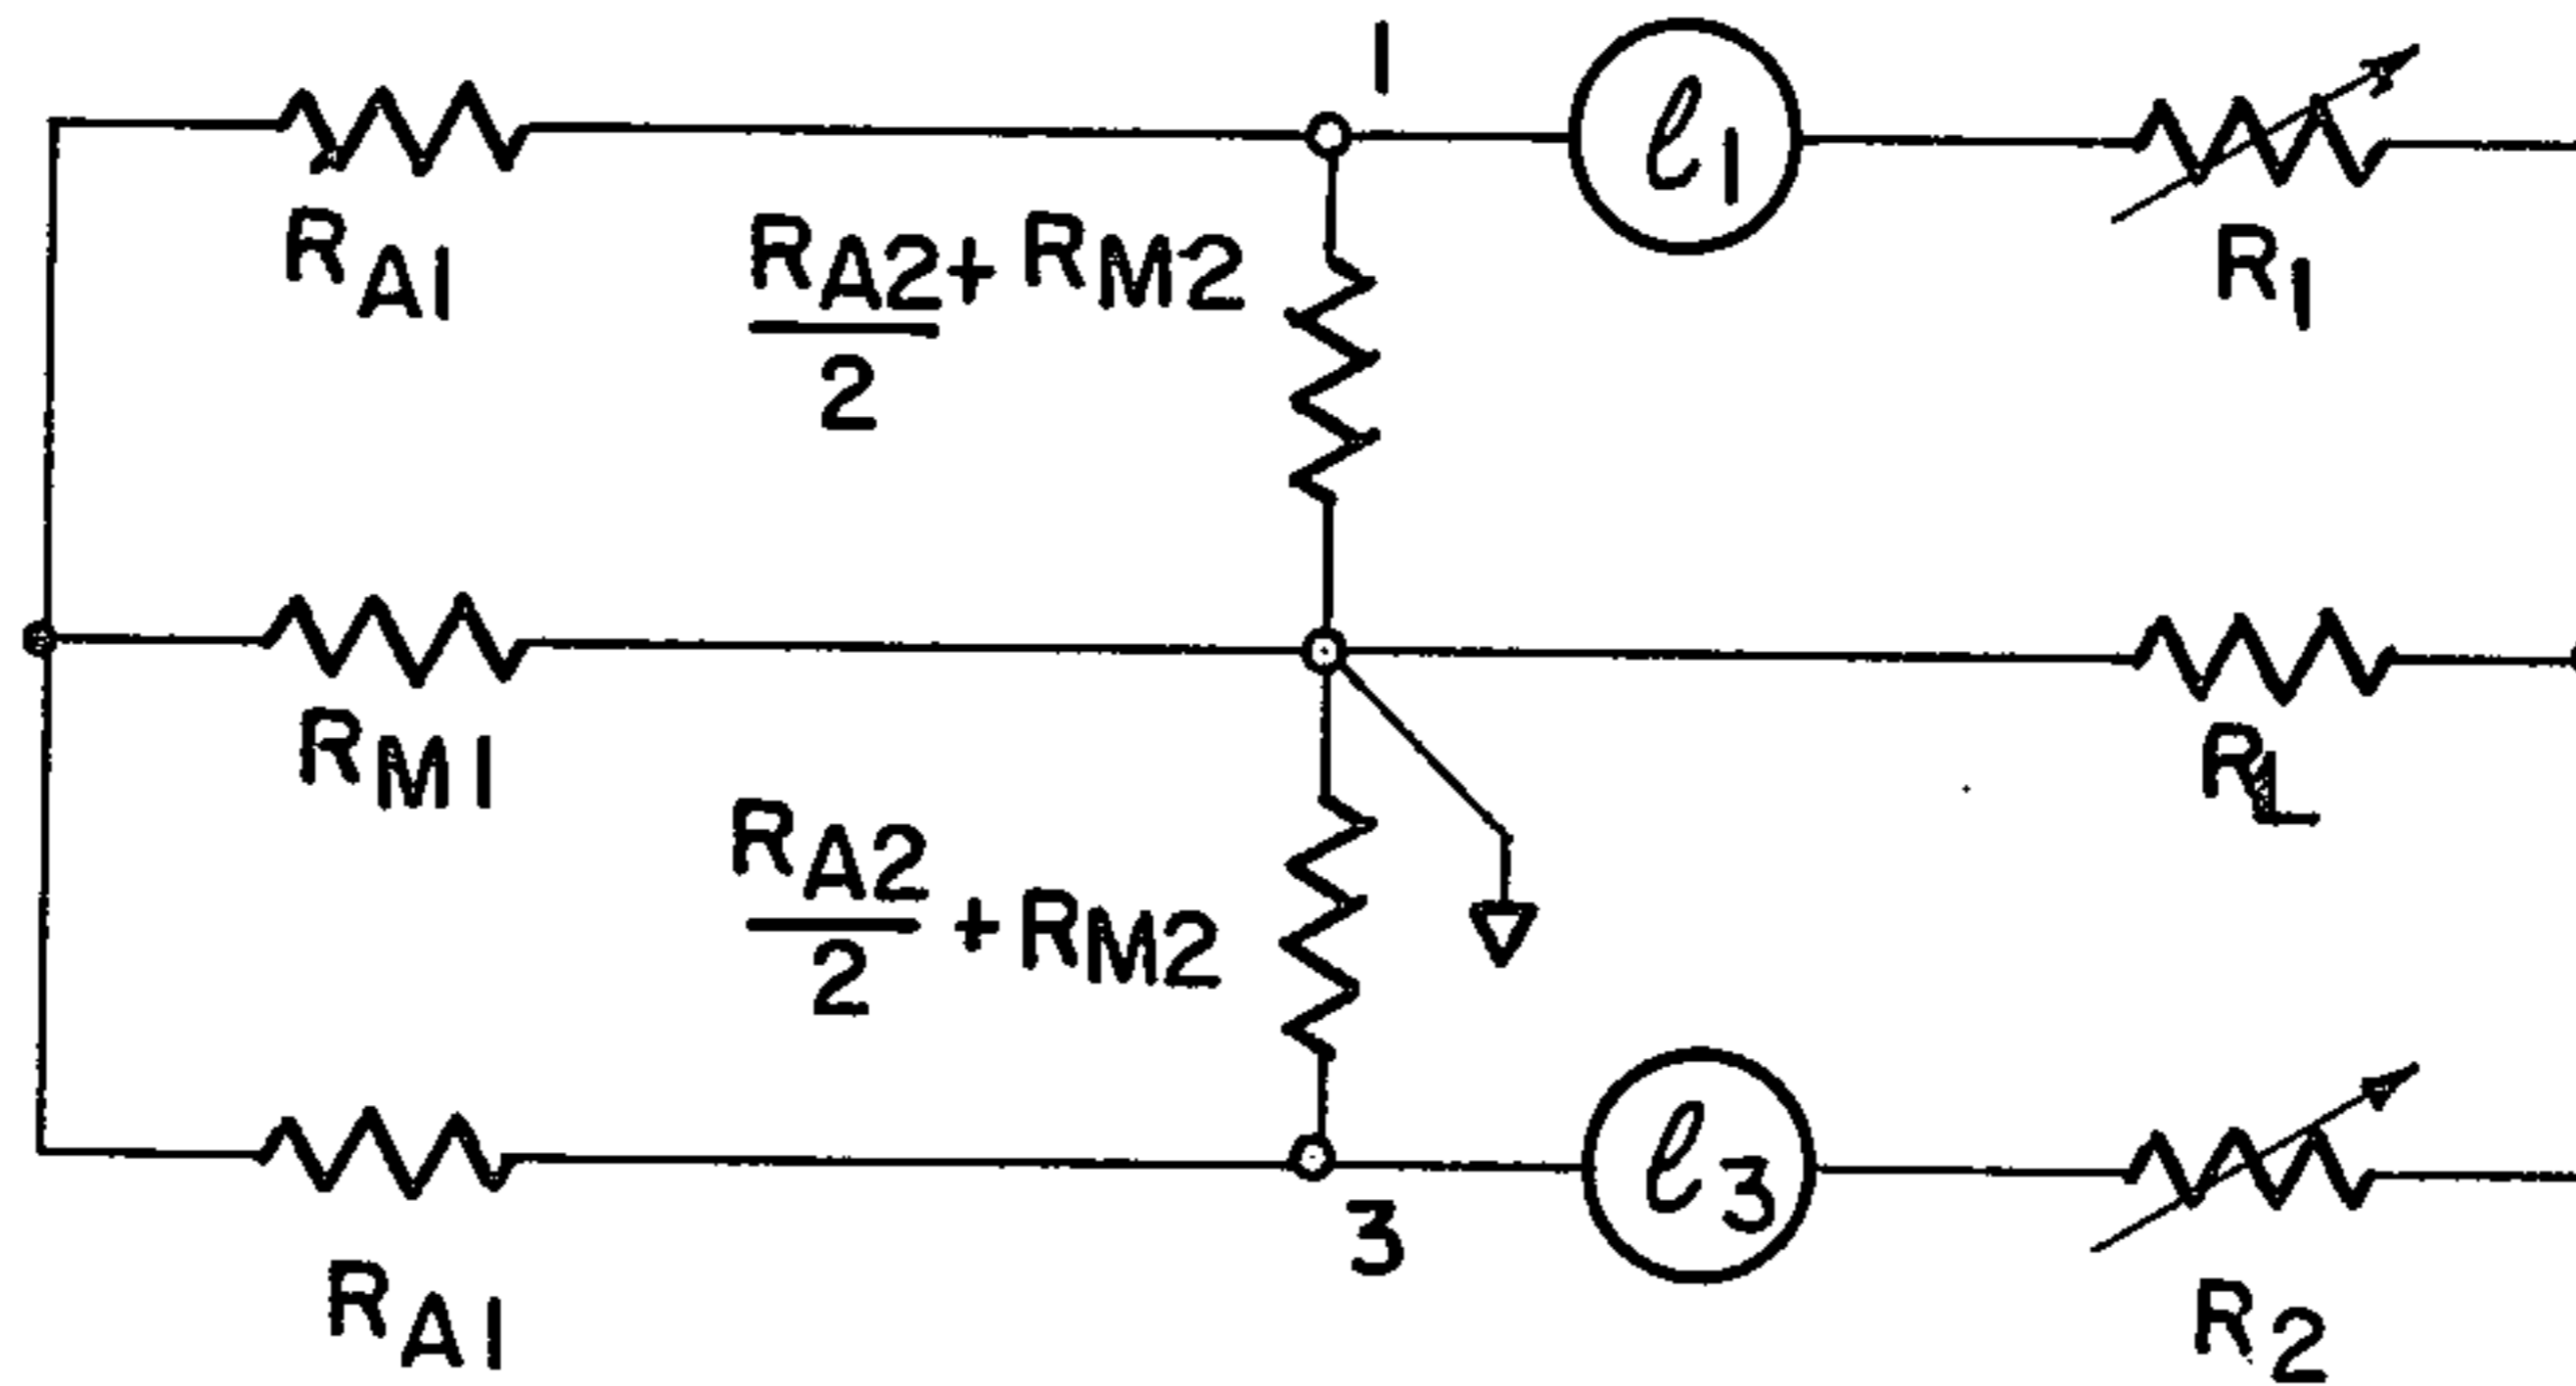 1
ℓ1
RA1
RA2/2 + RM2
R1
RM1
RL
RA2/2 + RM2
ℓ3
3
RA1
R2